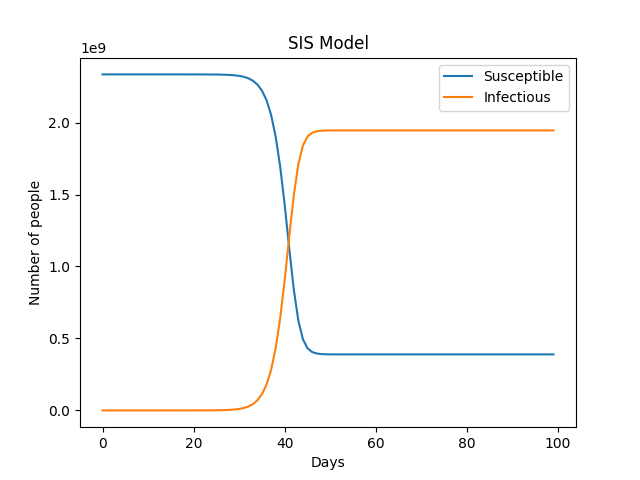 SIS Model
1e9
Susceptible
Infectious
2.0
1.5
1.0
0.5
0.0
Number of people
0 20 40 60 80 100
Days